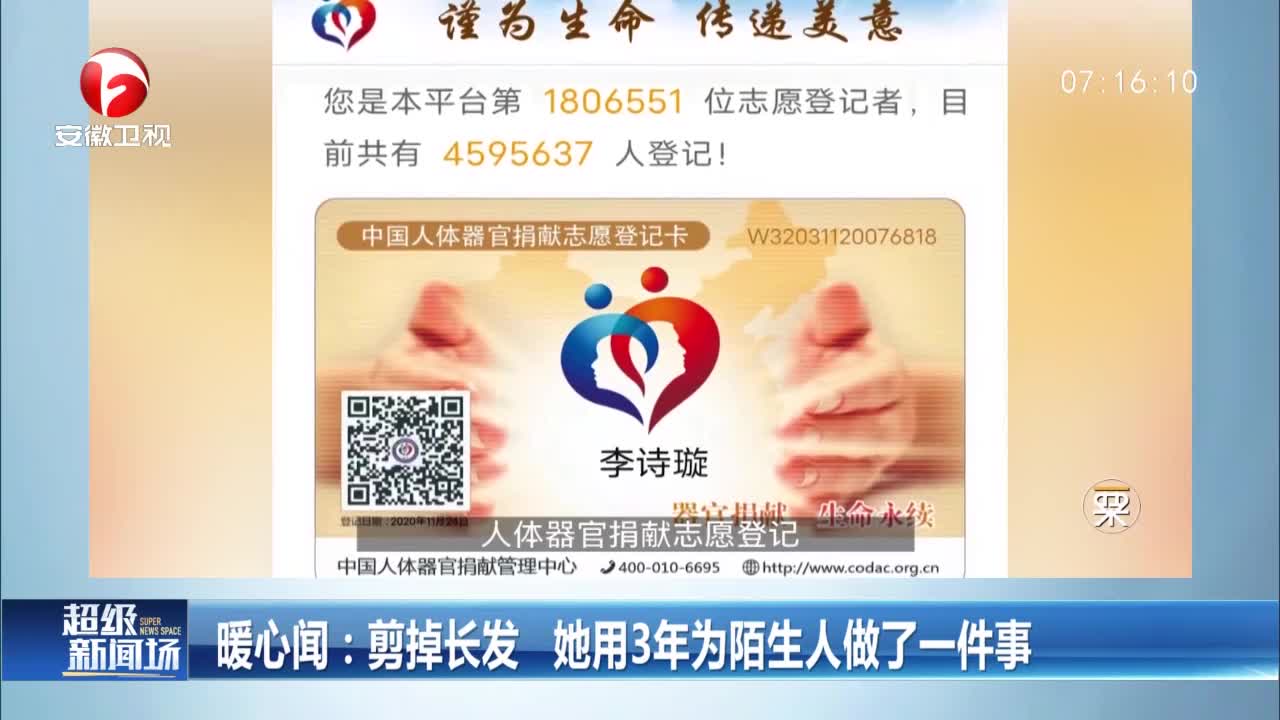 谨为生命 传递美意
07:16:10
安徽卫视
您是本平台第 1806551 位志愿登记者，目
前共有 4595637 人登记！
中国人体器官捐献志愿登记卡
W32031120076818
李诗璇
器官捐献 生命永续
登记日期：2020年11月24日
人体器官捐献志愿登记
中国人体器官捐献管理中心 400-010-6695 http://www.codac.org.cn
超级
新闻场
SUPER
NEWS SPACE
暖心闻：剪掉长发 她用3年为陌生人做了一件事